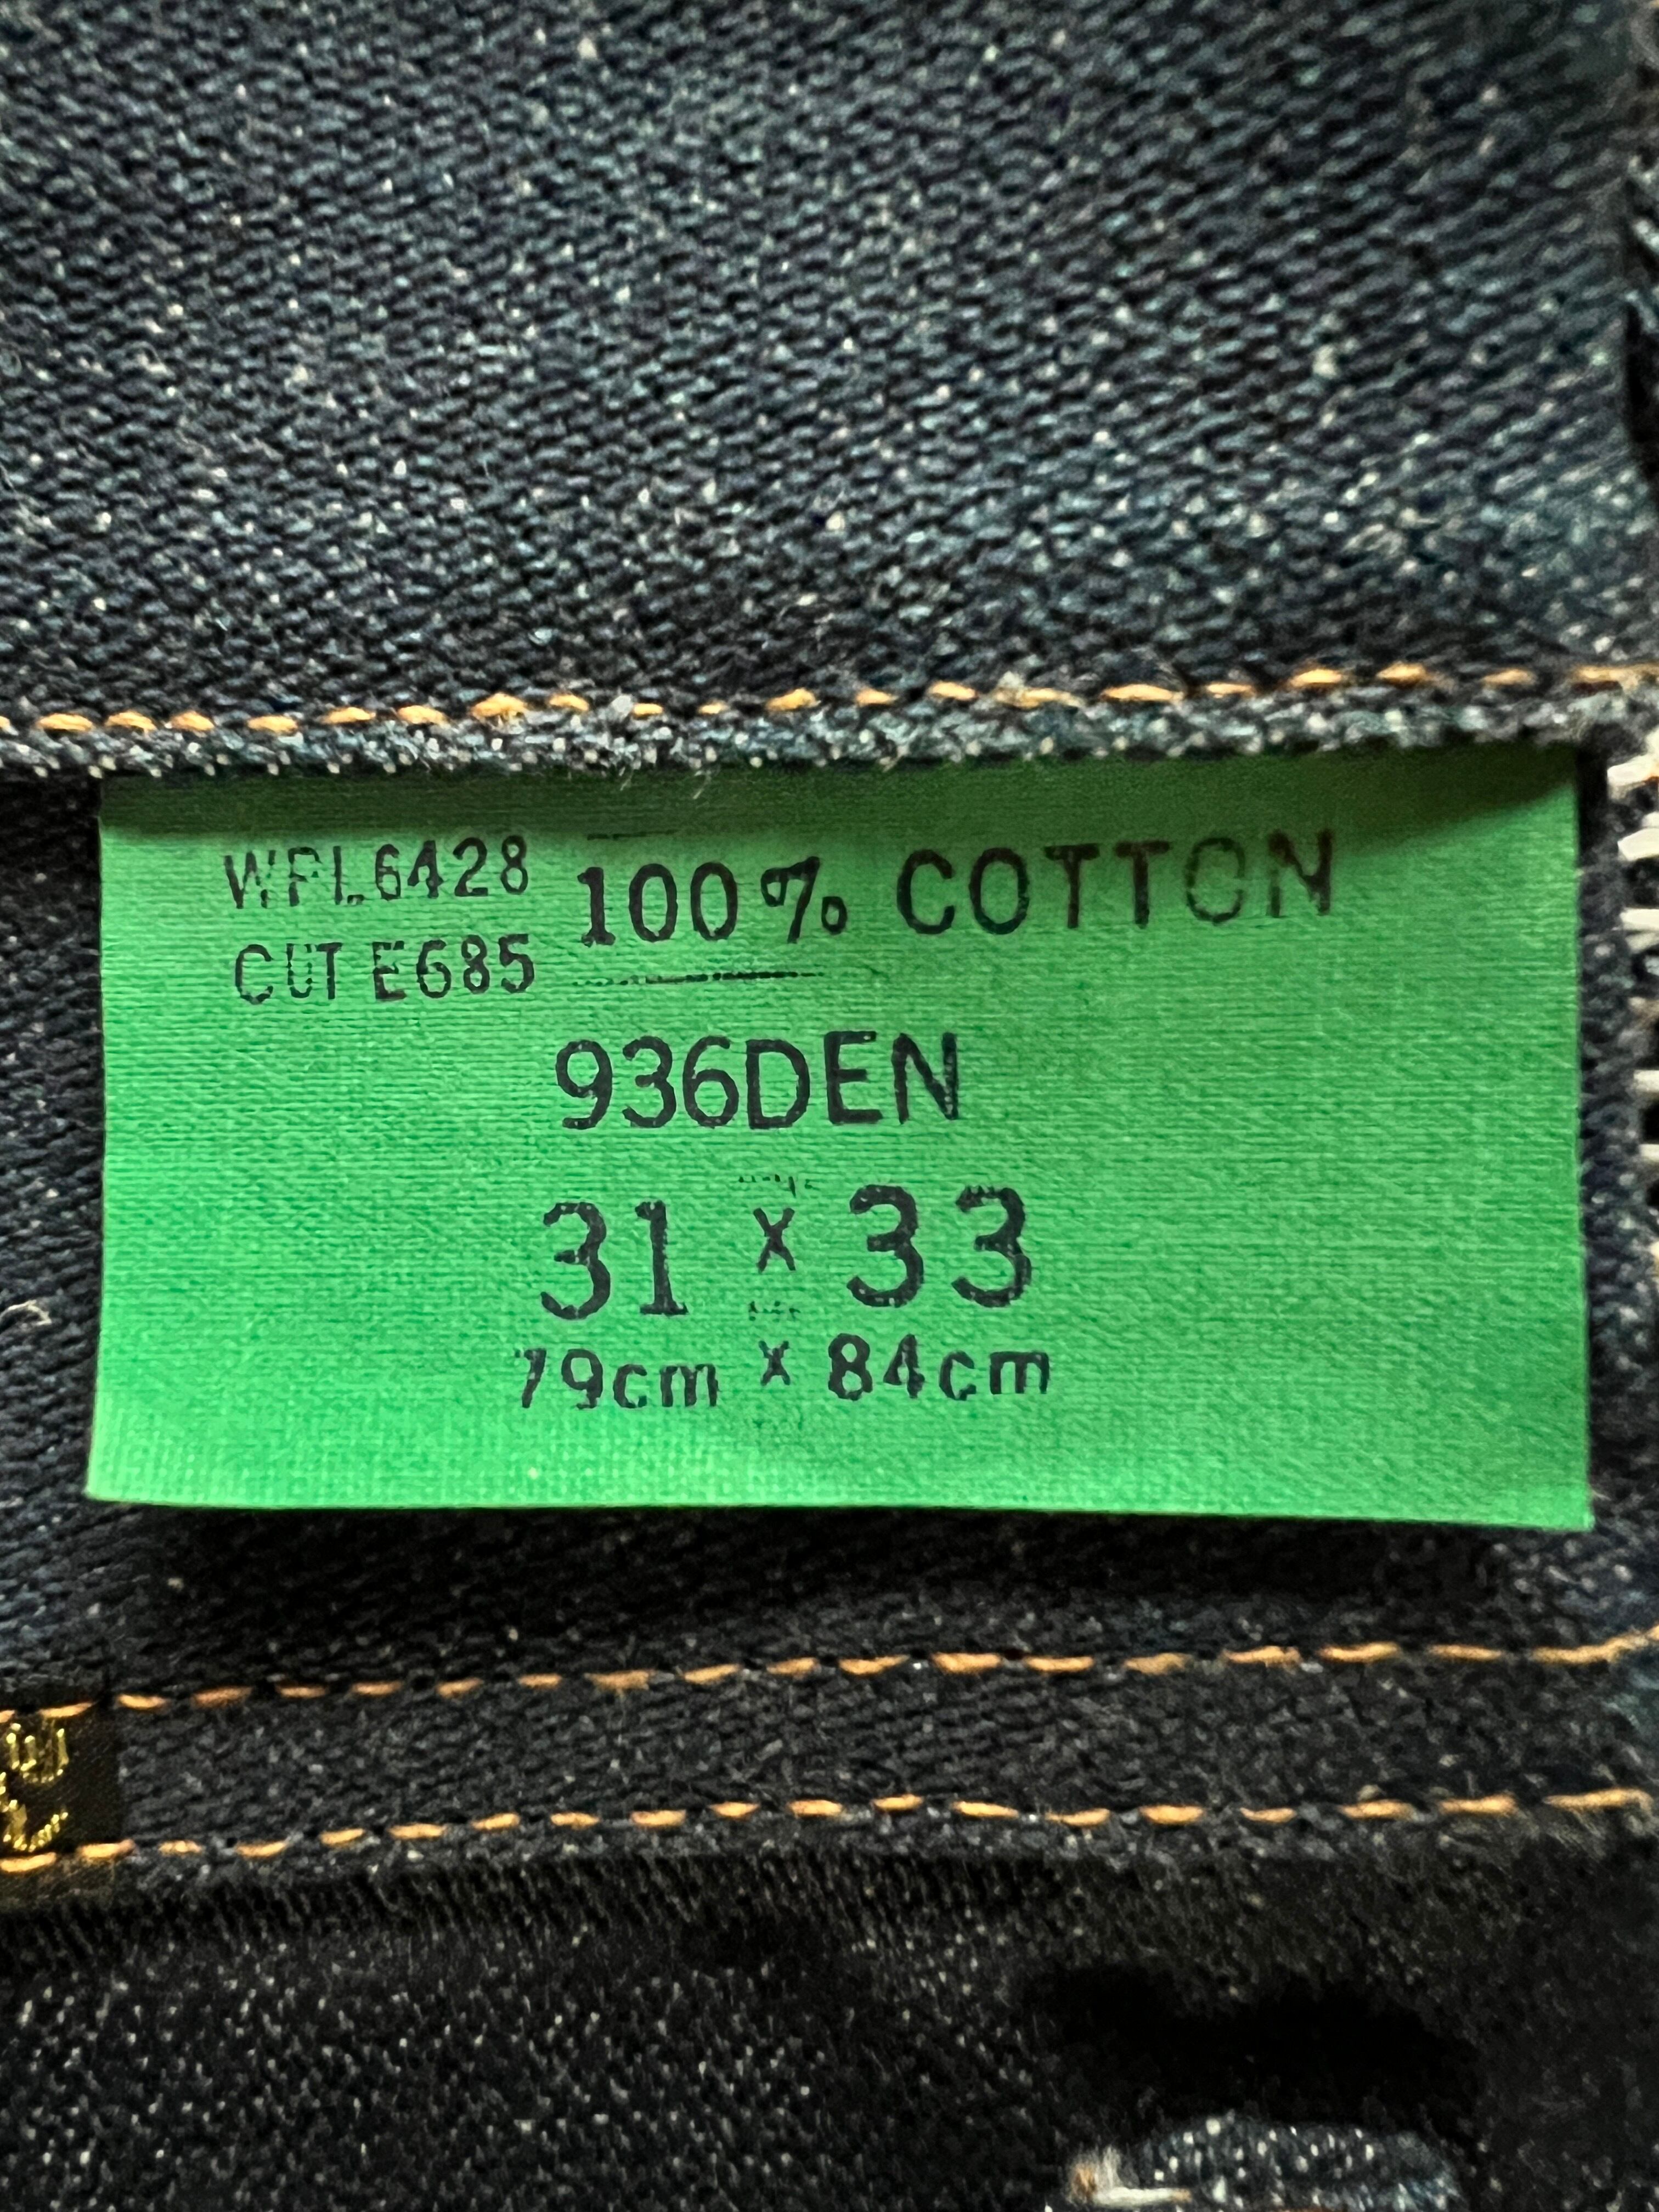 WPL6428 100% COTTON
CUT E685
936DEN
31 x 33
79cm x 84cm